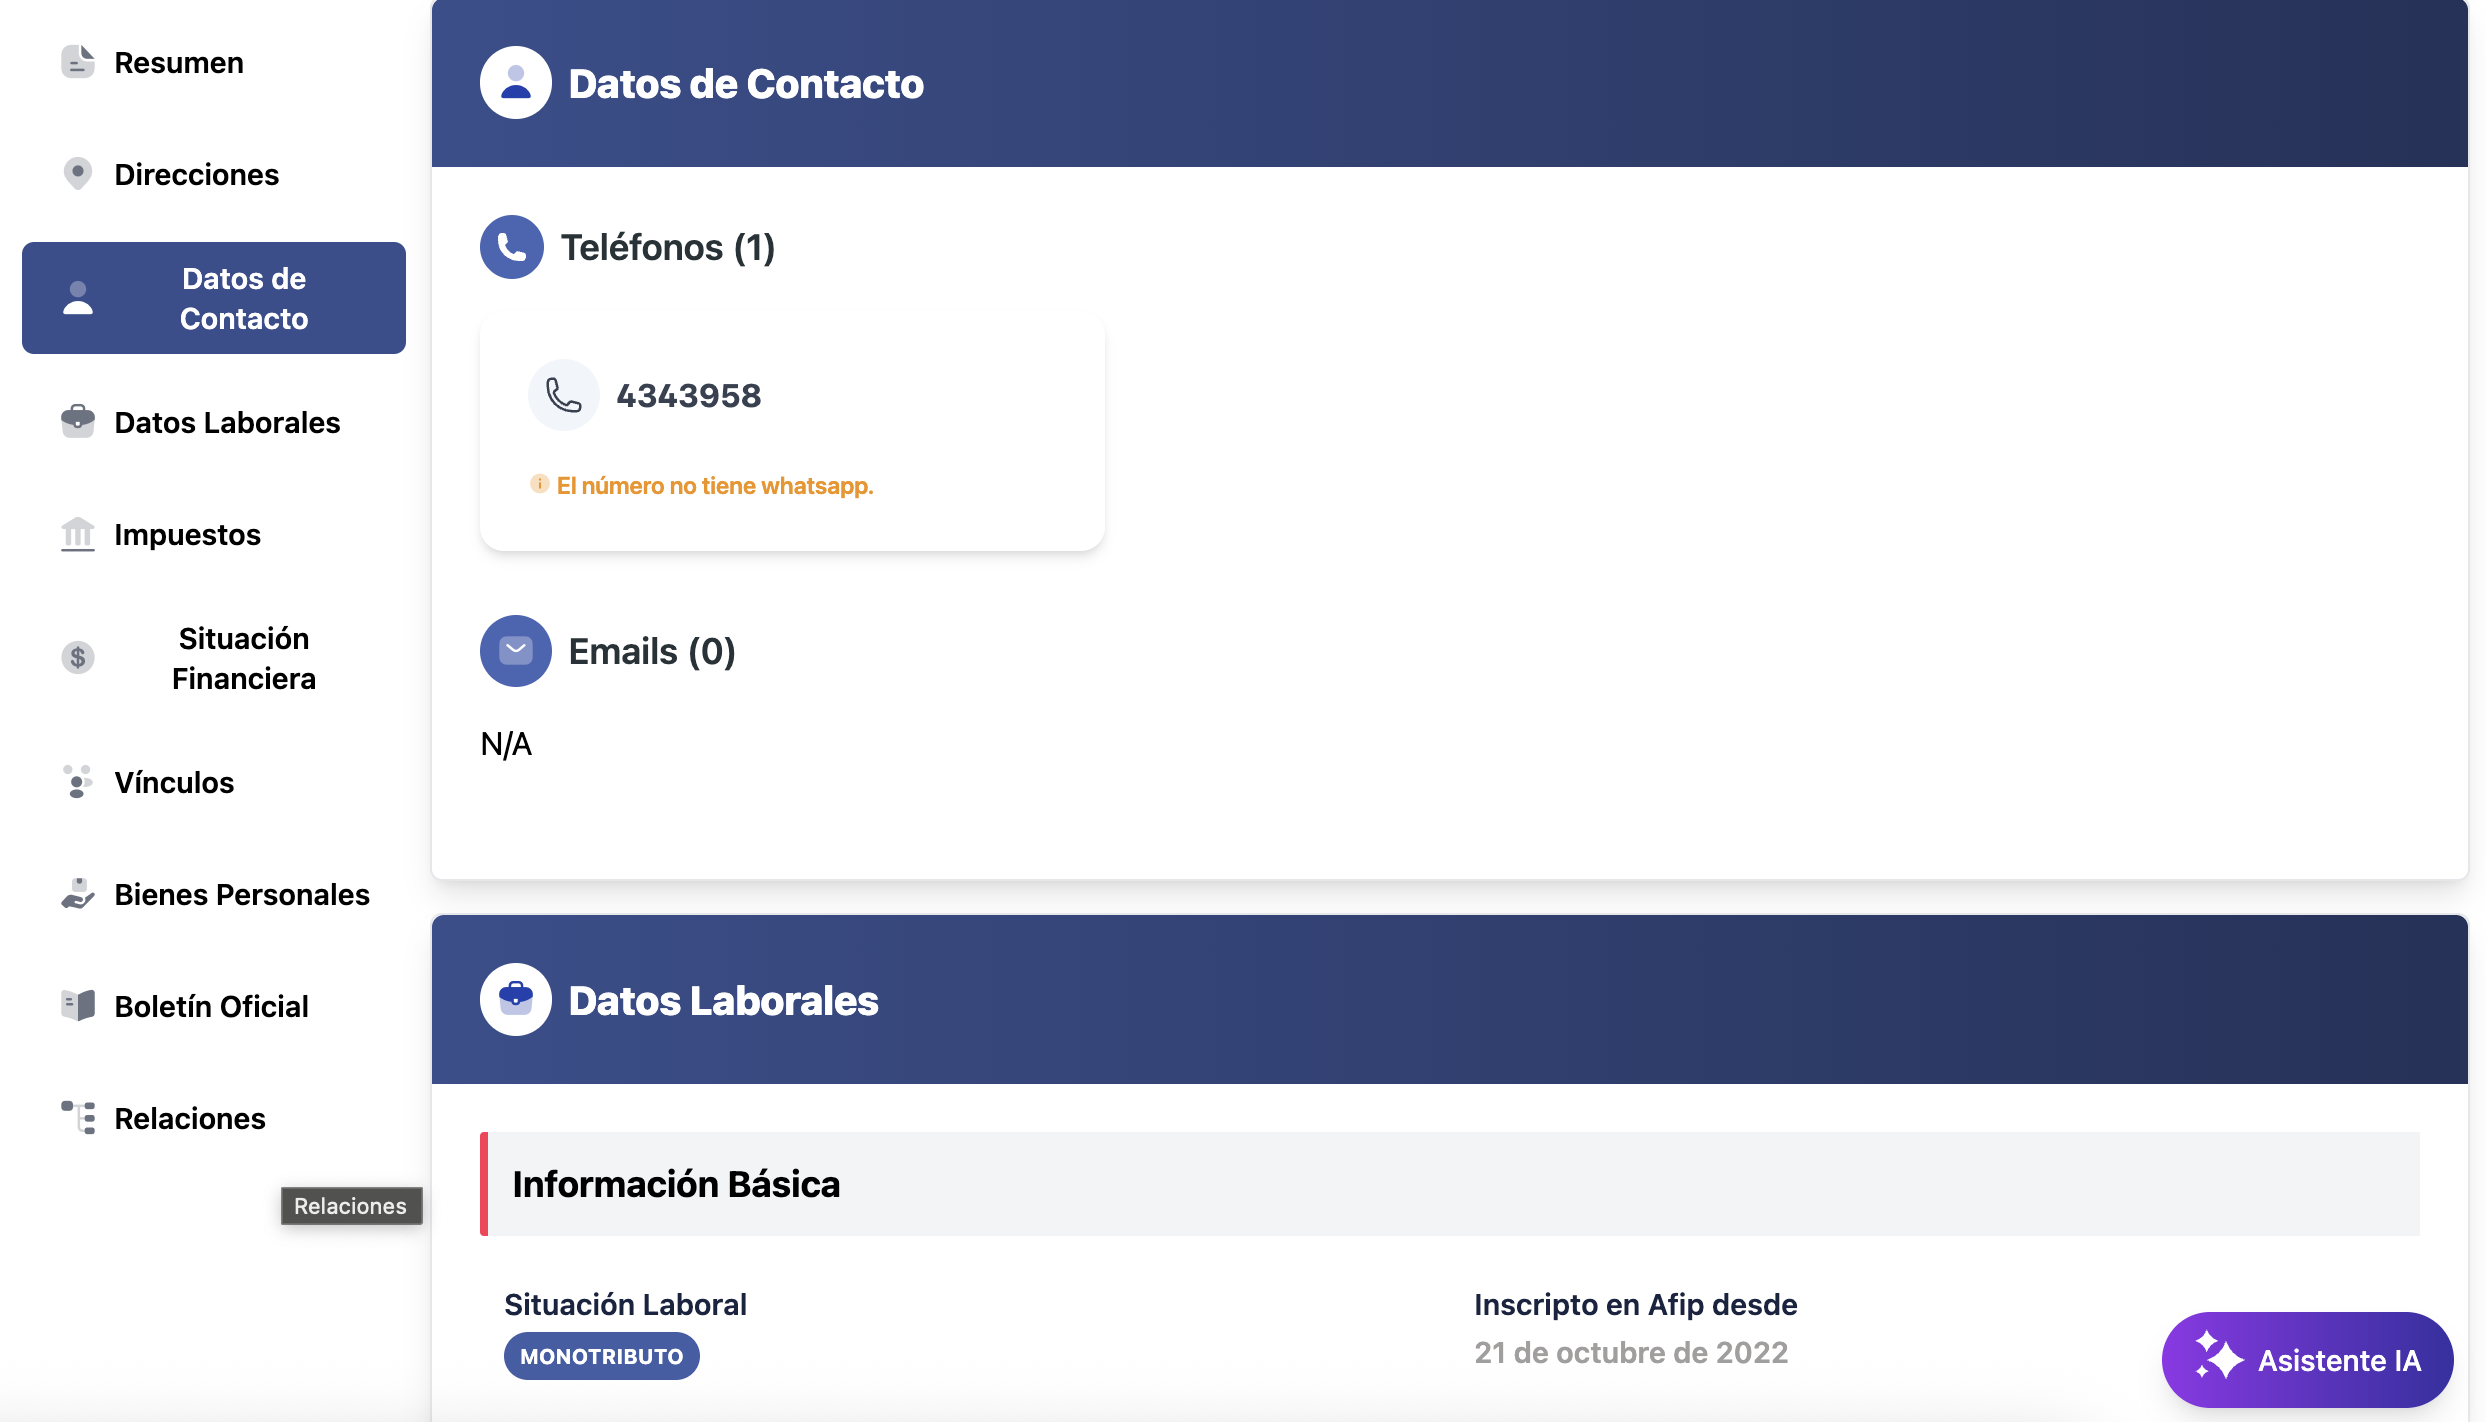 Resumen
Direcciones
Datos de
Contacto
Datos Laborales
Impuestos
Situación
Financiera
Vínculos
Bienes Personales
Boletín Oficial
Relaciones
Relaciones
Datos de Contacto
Teléfonos (1)
4343958
El número no tiene whatsapp.
Emails (0)
N/A
Datos Laborales
Información Básica
Situación Laboral
MONOTRIBUTO
Inscripto en Afip desde
21 de octubre de 2022
Asistente IA